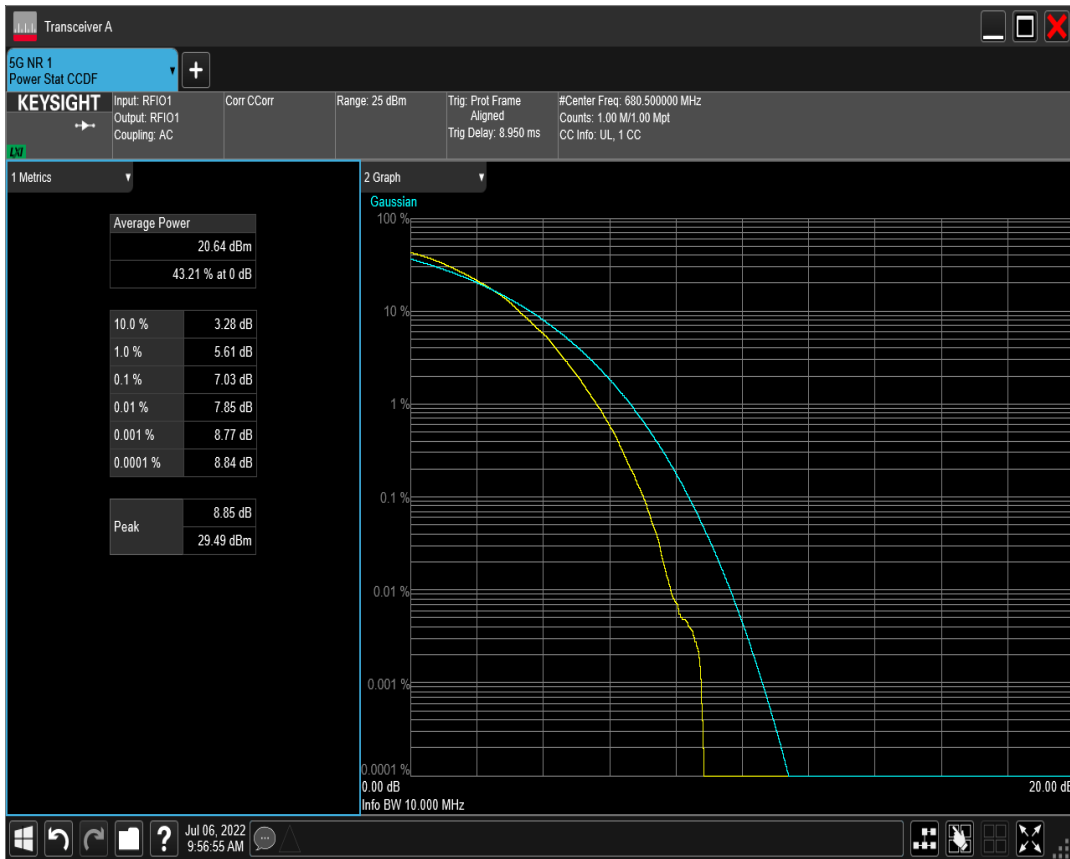 Transceiver A
5G NR 1
Power Stat CCDF
KEYSIGHT
LXI
Input: RFIO1
Output: RFIO1
Coupling: AC
Corr CCorr
Range: 25 dBm
Trig: Prot Frame
Aligned
Trig Delay: 8.950 ms
#Center Freq: 680.500000 MHz
Counts: 1.00 M/1.00 Mpt
CC Info: UL, 1 CC
1 Metrics
Average Power
20.64 dBm
43.21 % at 0 dB
10.0 % 3.28 dB
1.0 % 5.61 dB
0.1 % 7.03 dB
0.01 % 7.85 dB
0.001 % 8.77 dB
0.0001 % 8.84 dB
Peak
8.85 dB
29.49 dBm
2 Graph
Gaussian
100 %
10 %
1 %
0.1 %
0.01 %
0.001 %
0.0001 %
0.00 dB 20.00 dB
Info BW 10.000 MHz
Jul 06, 2022
9:56:55 AM